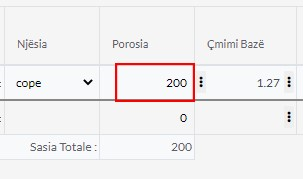 Njësia Porosia Çmimi Bazë
cope 200 1.27
0
Sasia Totale : 200